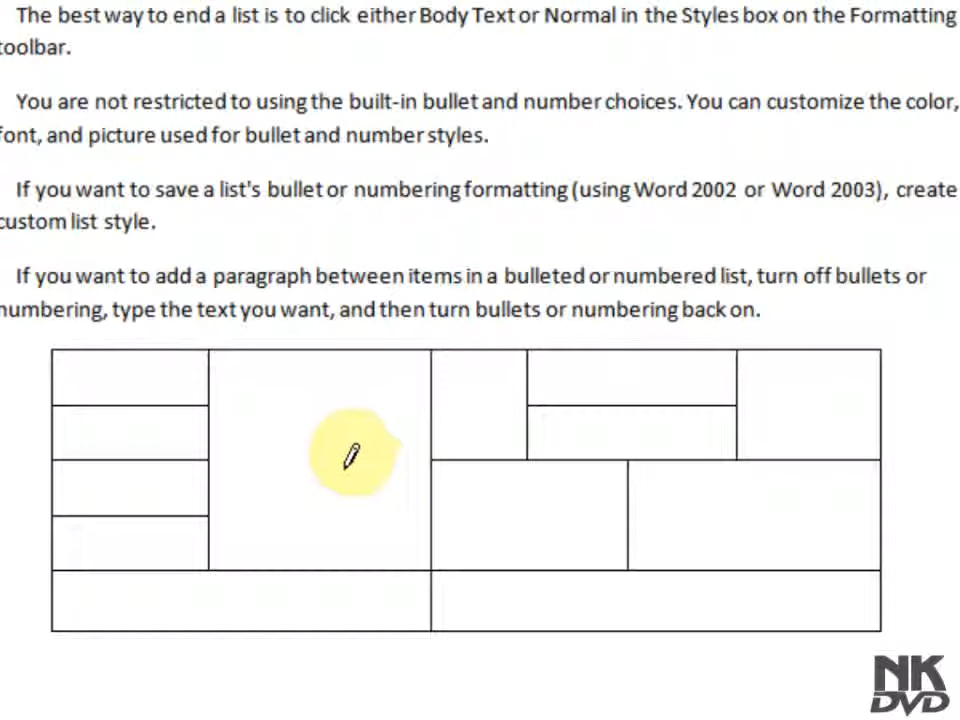 The best way to end a list is to click either Body Text or Normal in the Styles box on the Formatting
toolbar.
You are not restricted to using the built-in bullet and number choices. You can customize the color,
font, and picture used for bullet and number styles.
If you want to save a list's bullet or numbering formatting (using Word 2002 or Word 2003), create
custom list style.
If you want to add a paragraph between items in a bulleted or numbered list, turn off bullets or
numbering, type the text you want, and then turn bullets or numbering back on.
NK
DVD